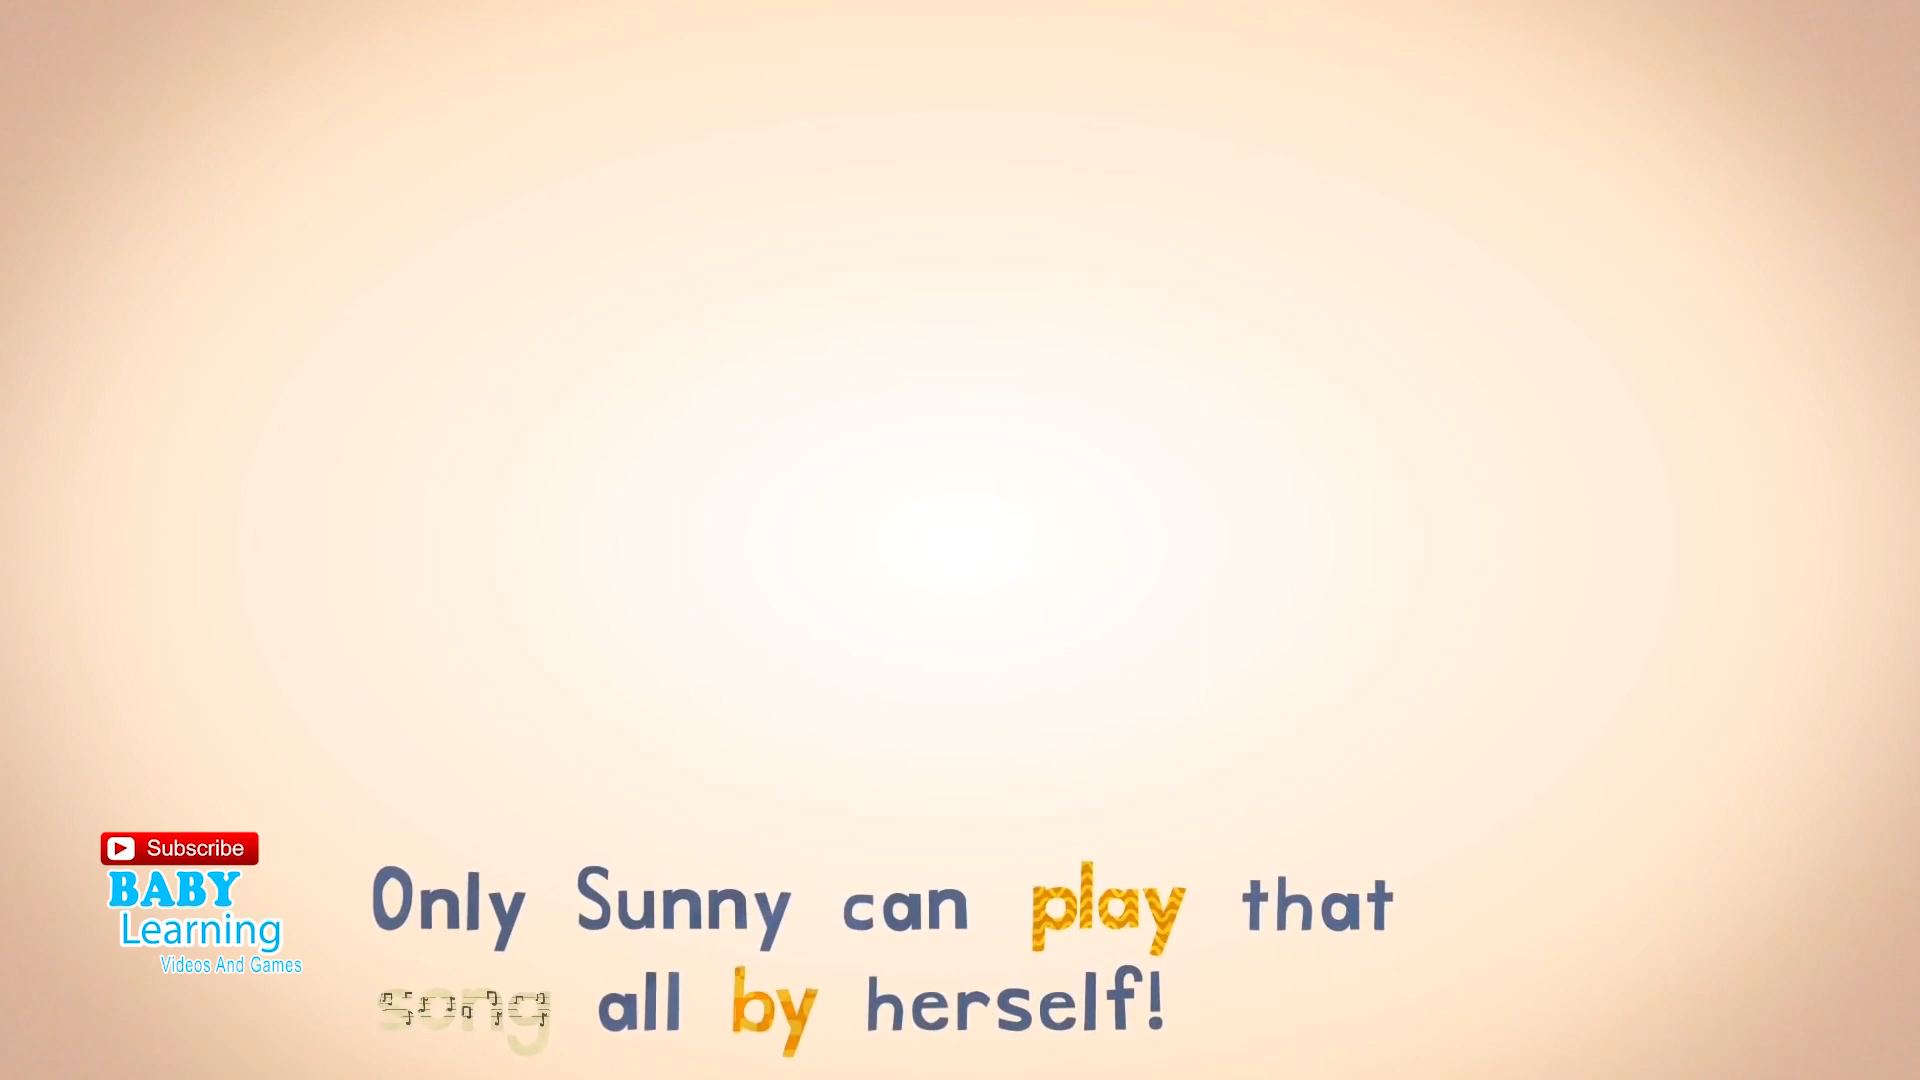 Subscribe
BABY
Learning
Videos And Games
Only Sunny can play that
song all by herself!